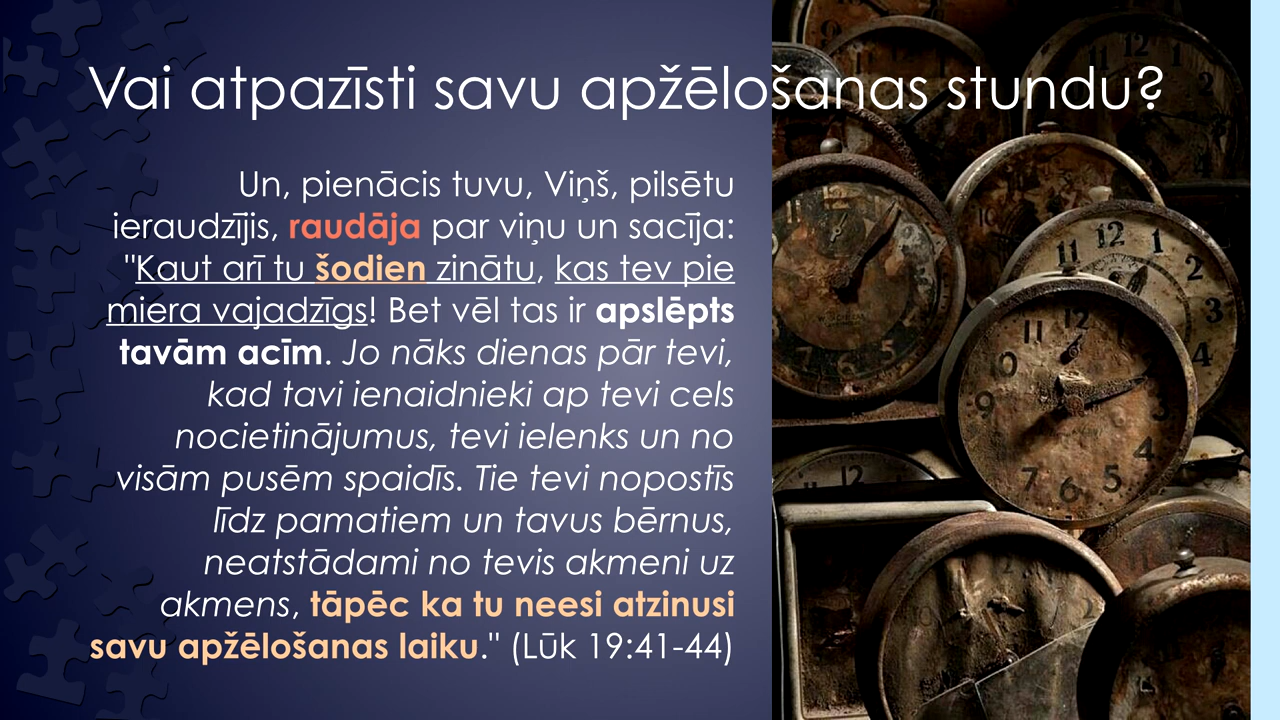 Vai atpazīsti savu apžēlošanas stundu?
Un, pienācis tuvu, Viņš, pilsētu
ieraudzījis, raudāja par viņu un sacīja:
"Kaut arī tu šodien zinātu, kas tev pie
miera vajadzīgs! Bet vēl tas ir apslēpts
tavām acīm. Jo nāks dienas pār tevi,
kad tavi ienaidnieki ap tevi cels
nocietinājumus, tevi ielenks un no
visām pusēm spaidīs. Tie tevi nopostīs
līdz pamatiem un tavus bērnus,
neatstādami no tevis akmeni uz
akmens, tāpēc ka tu neesi atzinusi
savu apžēlošanas laiku." (Lūk 19:41-44)